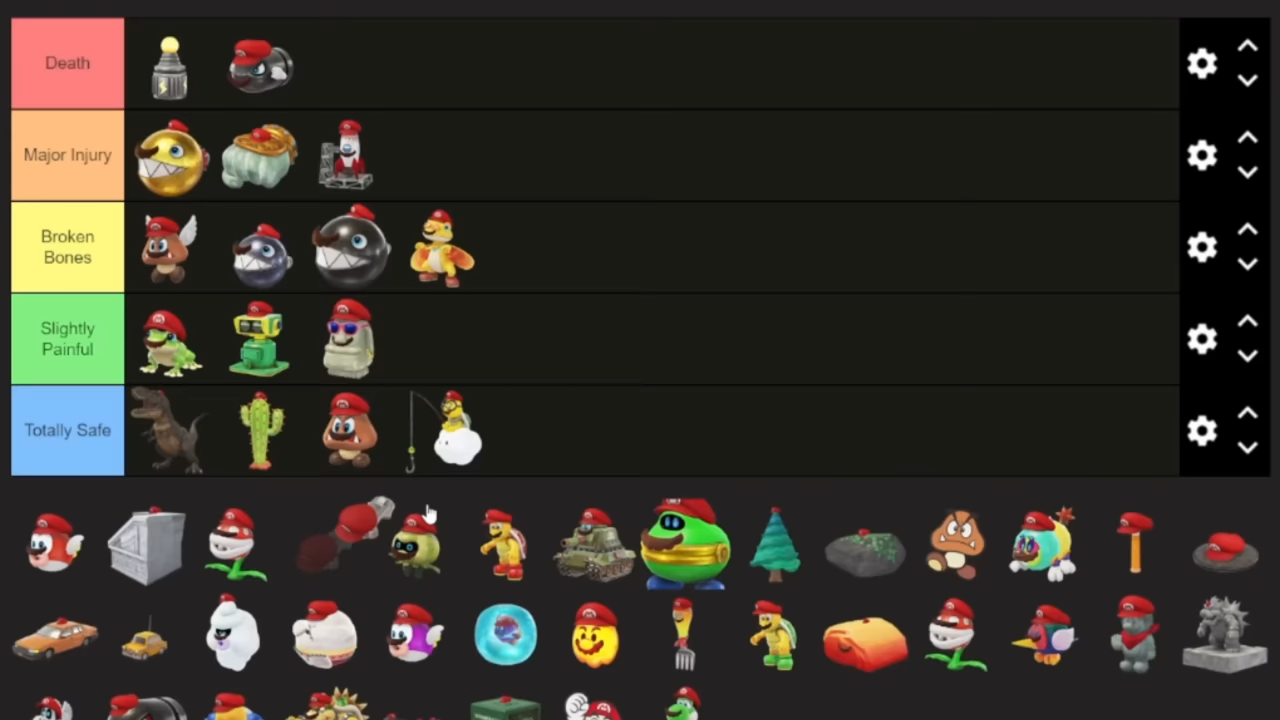 Death
Major Injury
Broken
Bones
Slightly
Painful
Totally Safe